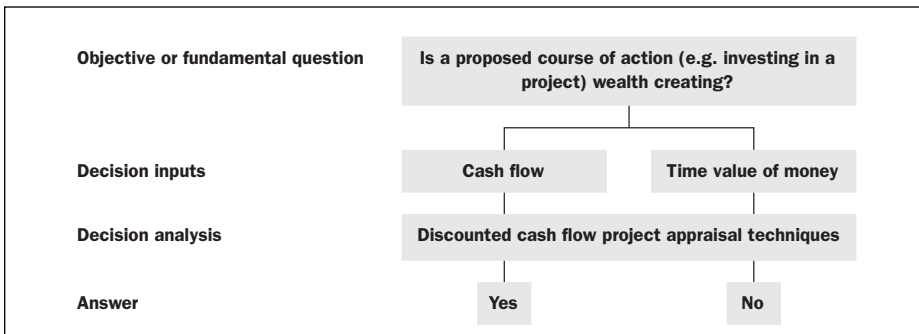 Objective or fundamental question
Is a proposed course of action (e.g. investing in a
project) wealth creating?
Decision inputs
Cash flow
Time value of money
Decision analysis
Discounted cash flow project appraisal techniques
Answer
Yes
No